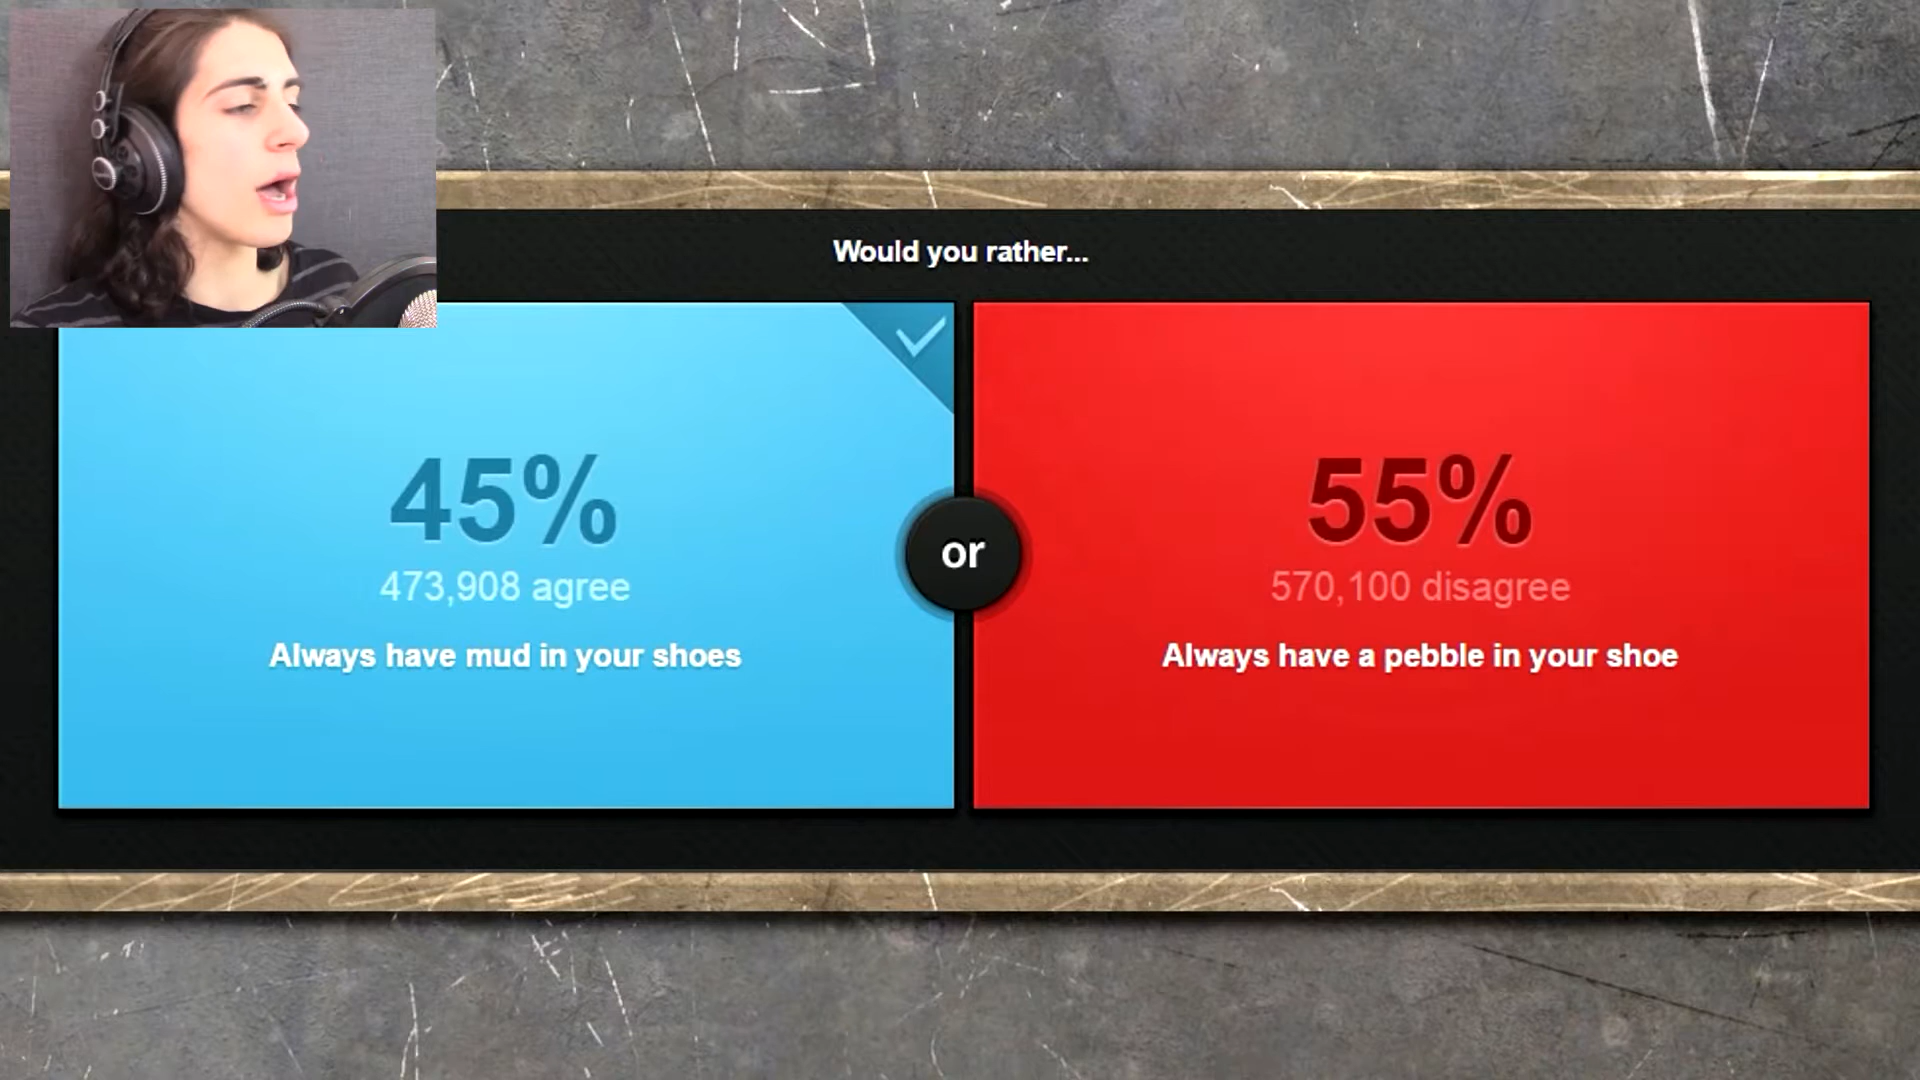 Would you rather...
45%
473,908 agree
Always have mud in your shoes
or
55%
570,100 disagree
Always have a pebble in your shoe